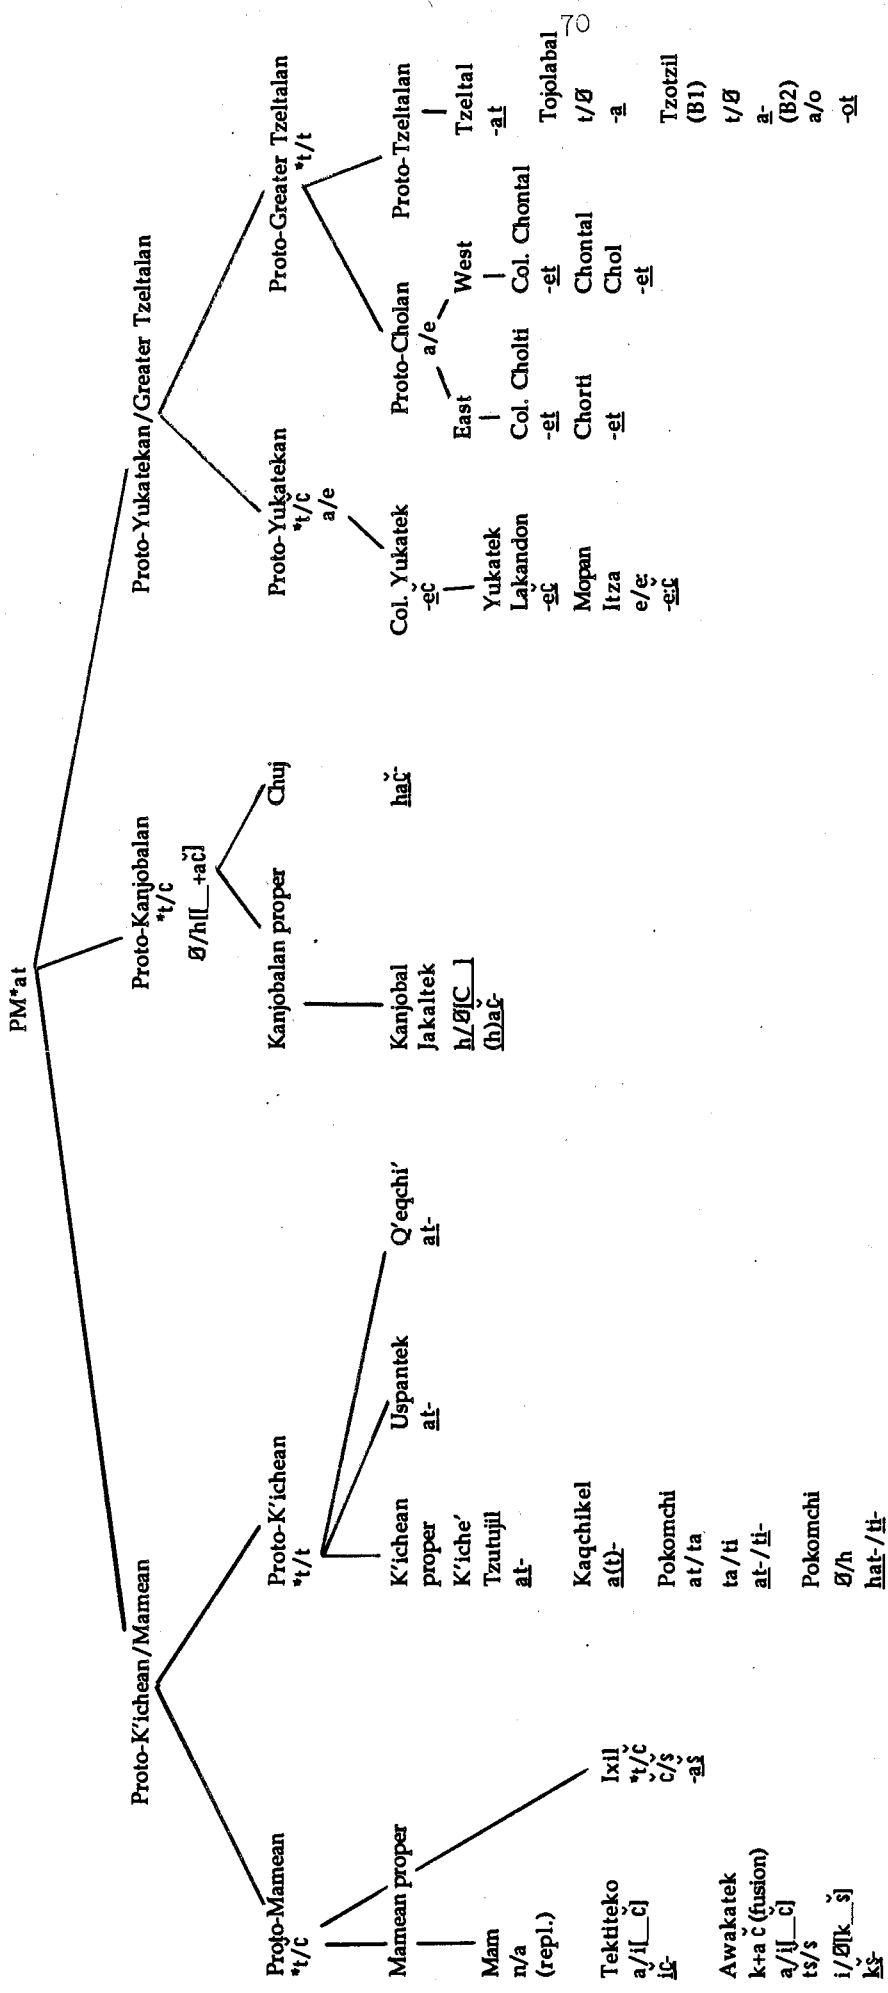 70
PM*at
Proto-K'ichean/Mamean
Proto-Mamean
*t/č
Mamean proper
Mam
n/a
(repl.)
Tektiteko
a/i[__č]
ič-
Awakatek
k+a č (fusion)
a/i[__č]
i/Ø[k__š]
kš-
Ixil
*t/č
č/š
-aš
Proto-K'ichean
*t/t
K'ichean
proper
K'iche'
Tzutujil
at-
Kaqchikel
a(t)-
Pokomchi
at/ta
ta/ti
at-/ti-
Pokomchi
Ø/h
hat-/ti-
Uspantek
at-
Q'eqchi'
at-
Proto-Kanjobalan
*t/č
Ø/h[[__+ač]
Kanjobalan proper
Kanjobal
Jakaltek
h/Ø[C__]
(h)ač-
Chuj
hač-
Proto-Yukatekan/Greater Tzeltalan
Proto-Yukatekan
*t/č
a/e
Col. Yukatek
-eč
Yukatek
Lakandon
-eč
Mopan
Itza
e/e:
-e:č
Proto-Greater Tzeltalan
*t/t
Proto-Cholan
a/e
East
Col. Cholti
-et
Chorti
-et
West
Col. Chontal
-et
Chontal
Chol
-et
Proto-Tzeltalan
Tzeltal
-at
Tojolabal
t/Ø
-a
Tzotzil
(B1)
t/Ø
a-
(B2)
a/o
-ot